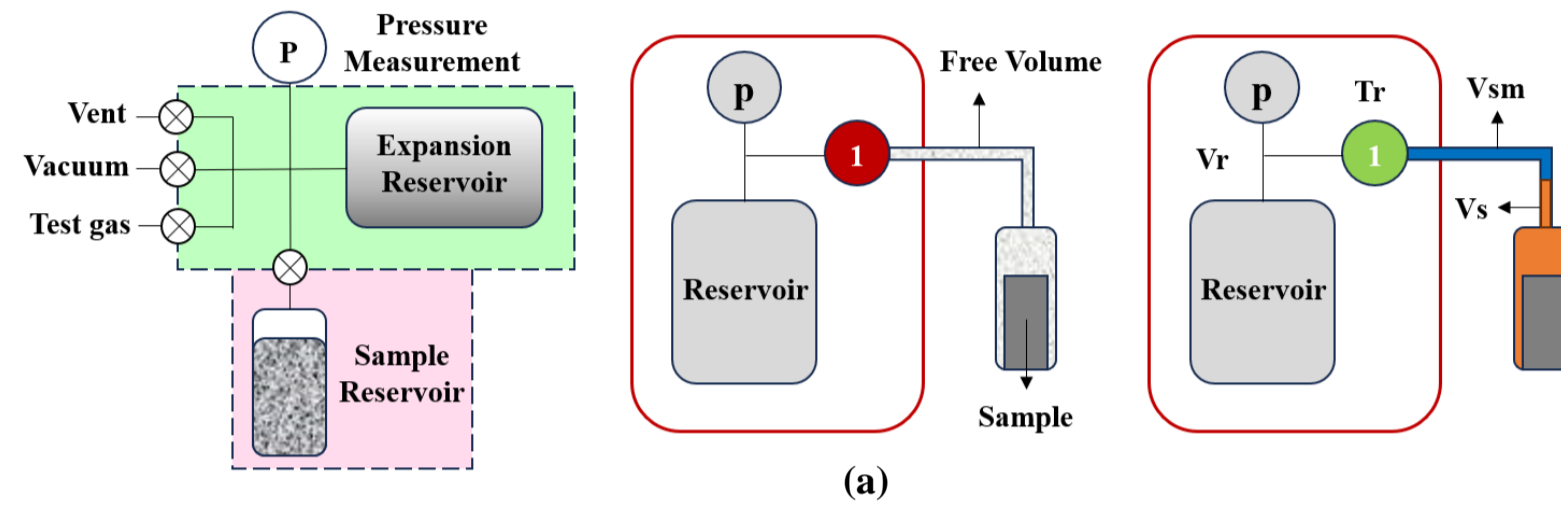 Pressure
Measurement
P
Vent
Vacuum
Test gas
Expansion
Reservoir
Sample
Reservoir
p
1
Free Volume
Reservoir
Sample
p
Tr
Vsm
Vr
1
Vs
Reservoir
(a)